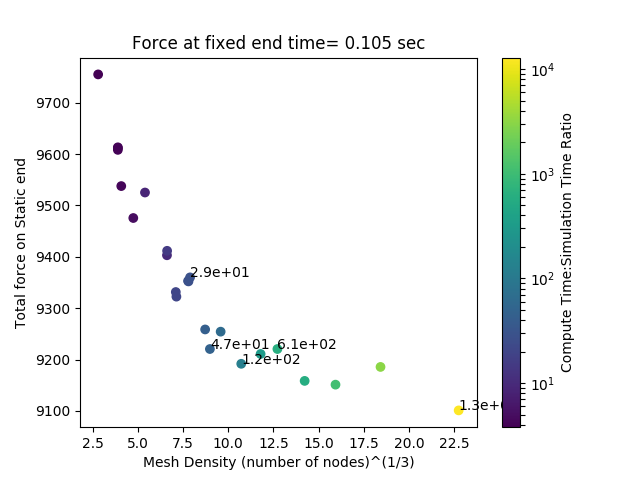 Force at fixed end time= 0.105 sec
Total force on Static end
9700
9600
9500
9400
9300
9200
9100
2.9e+01
4.7e+01
6.1e+02
1.2e+02
1.3e+0
2.5
5.0
7.5
10.0
12.5
15.0
17.5
20.0
22.5
Mesh Density (number of nodes)^(1/3)
10^4
10^3
10^2
10^1
Compute Time:Simulation Time Ratio